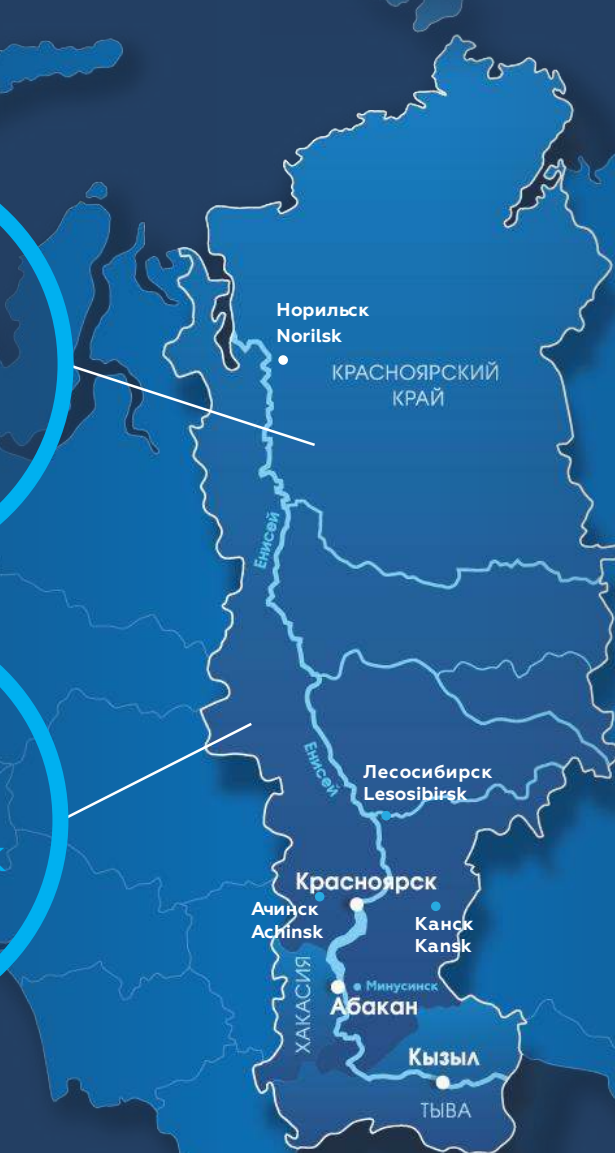 Норильск
Norilsk
КРАСНОЯРСКИЙ
КРАЙ
Енисей
Енисей
Лесосибирск
Lesosibirsk
Красноярск
Ачинск
Achinsk
Канск
Kansk
ХАКАСИЯ
Минусинск
Абакан
Кызыл
ТЫВА